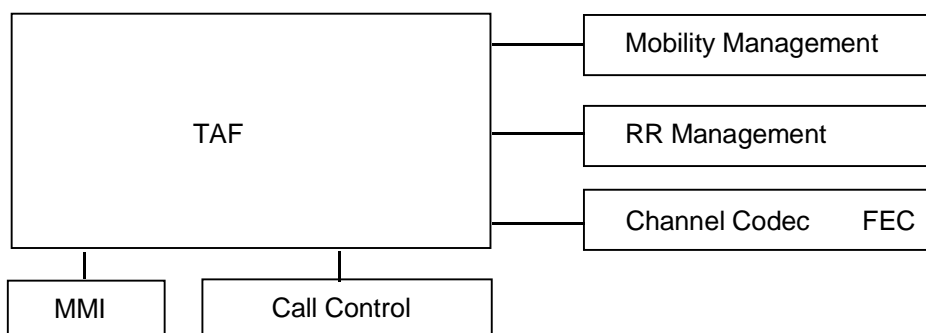 Mobility Management
TAF
RR Management
Channel Codec FEC
MMI
Call Control